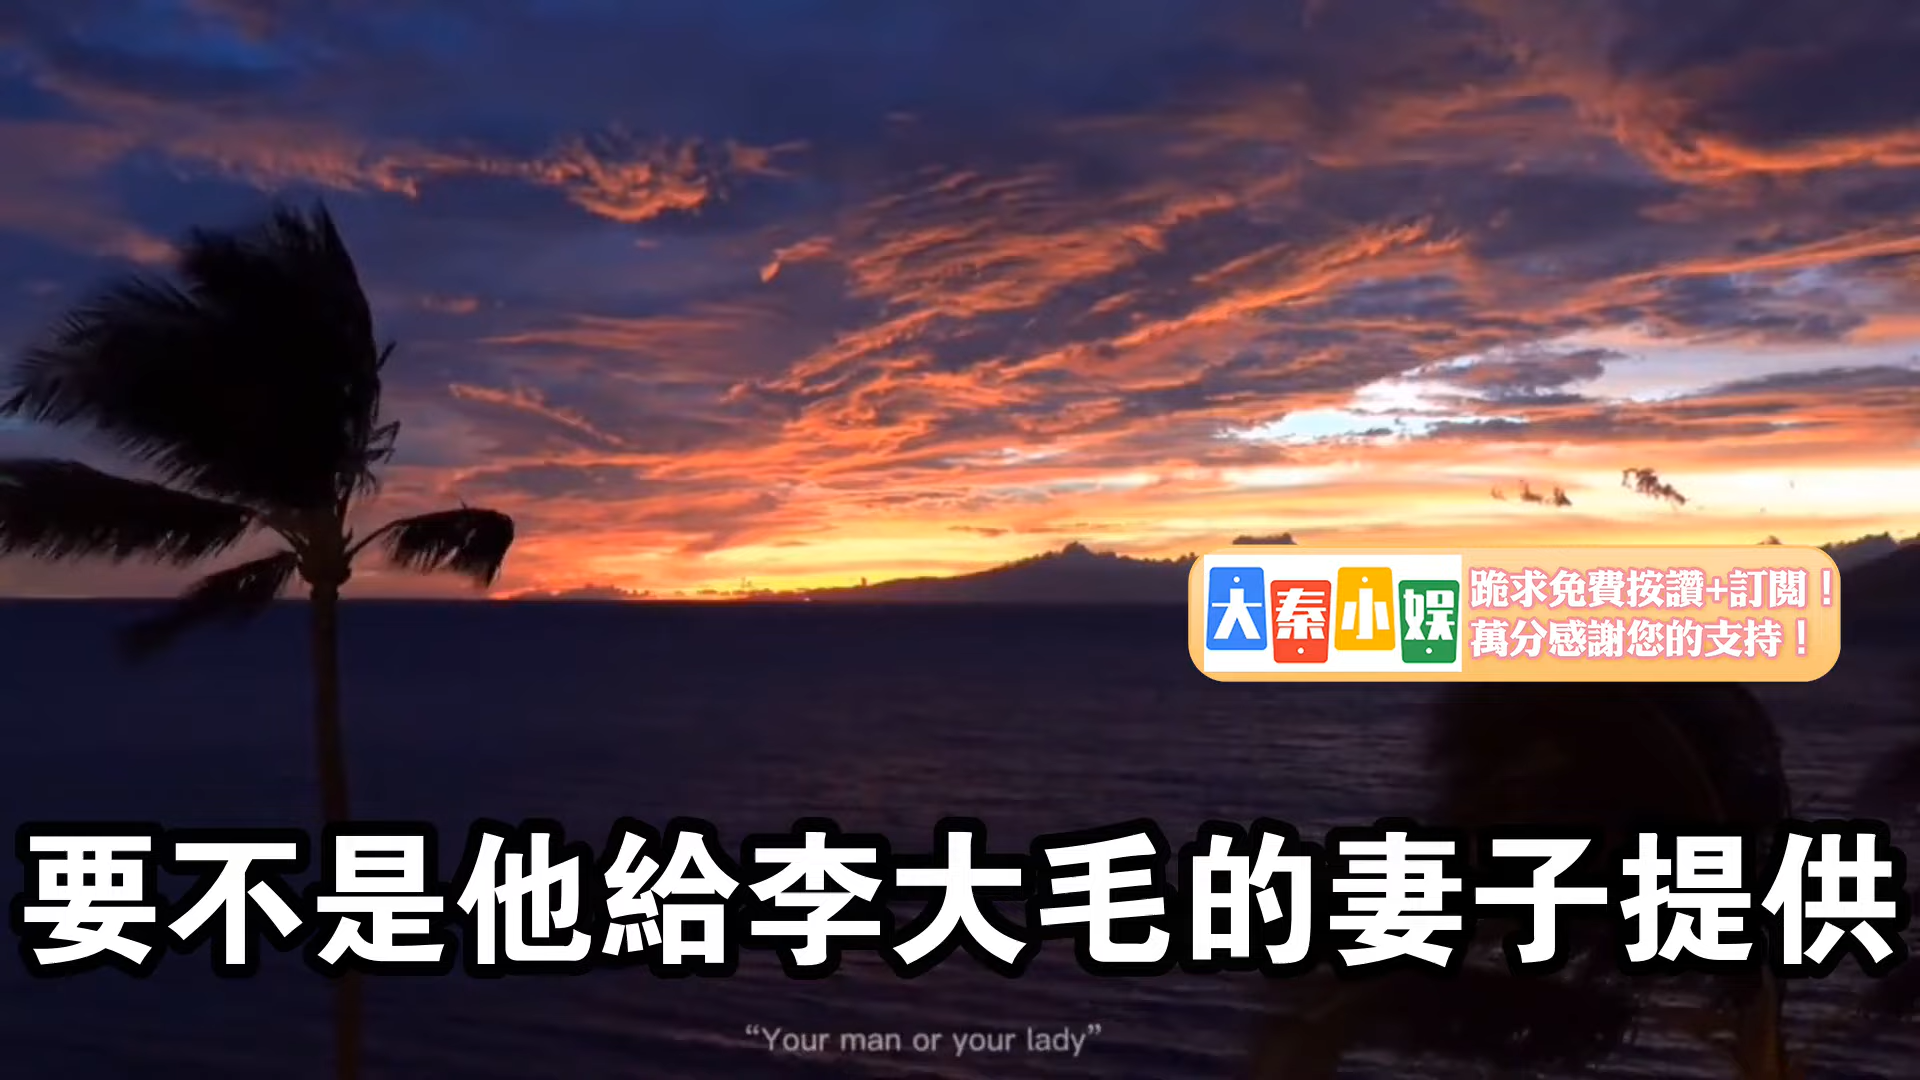 大秦小娱
跪求免費按讚+訂閱！
萬分感謝您的支持！
要不是他給李大毛的妻子提供
“Your man or your lady”